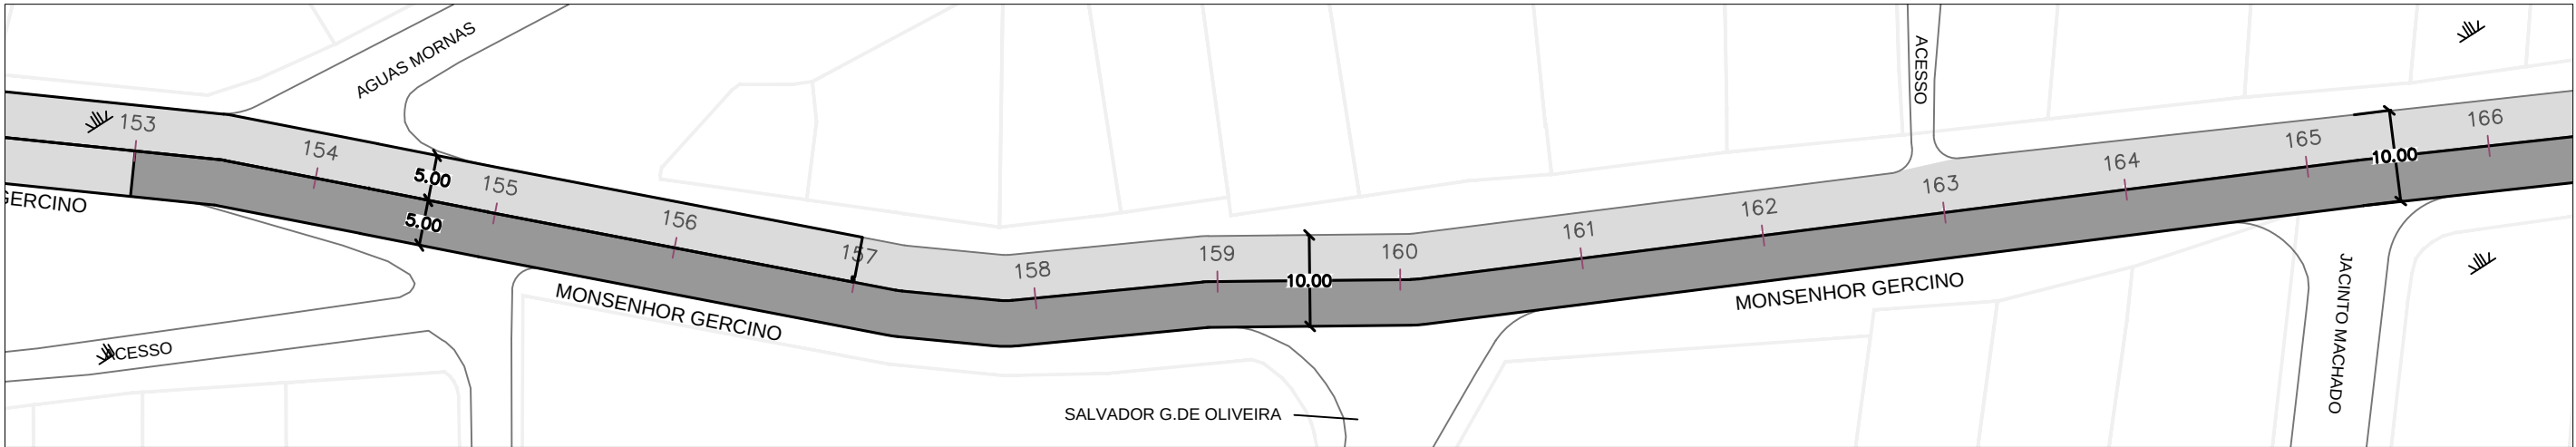 AGUAS MORNAS
ACESSO
153
154
155
156
157
158
159
160
161
162
163
164
165
166
5.00
5.00
10.00
10.00
GERCINO
MONSENHOR GERCINO
MONSENHOR GERCINO
ACESSO
JACINTO MACHADO
SALVADOR G.DE OLIVEIRA